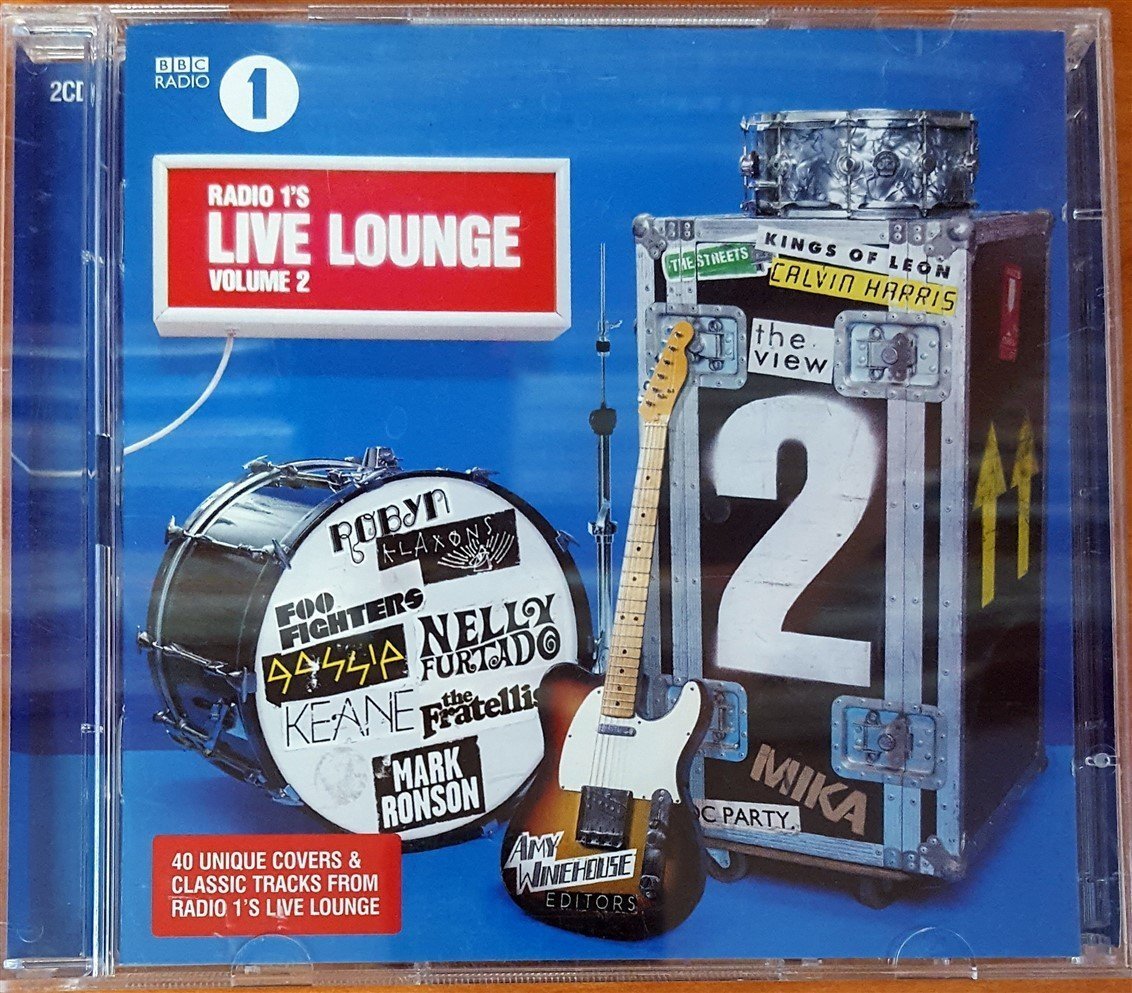 2CD
BBC
RADIO
1
RADIO 1'S
LIVE LOUNGE
VOLUME 2
THE STREETS
KINGS OF LEON
CALVIN HARRIS
the
view
2
ROBYN
KLAXONS
FOO
FIGHTERS
gossip
NELLY
FURTADO
KEANE
the
Fratellis
MARK
RONSON
MIKA
OC PARTY
AMY
WINEHOUSE
EDITORS
40 UNIQUE COVERS &
CLASSIC TRACKS FROM
RADIO 1'S LIVE LOUNGE